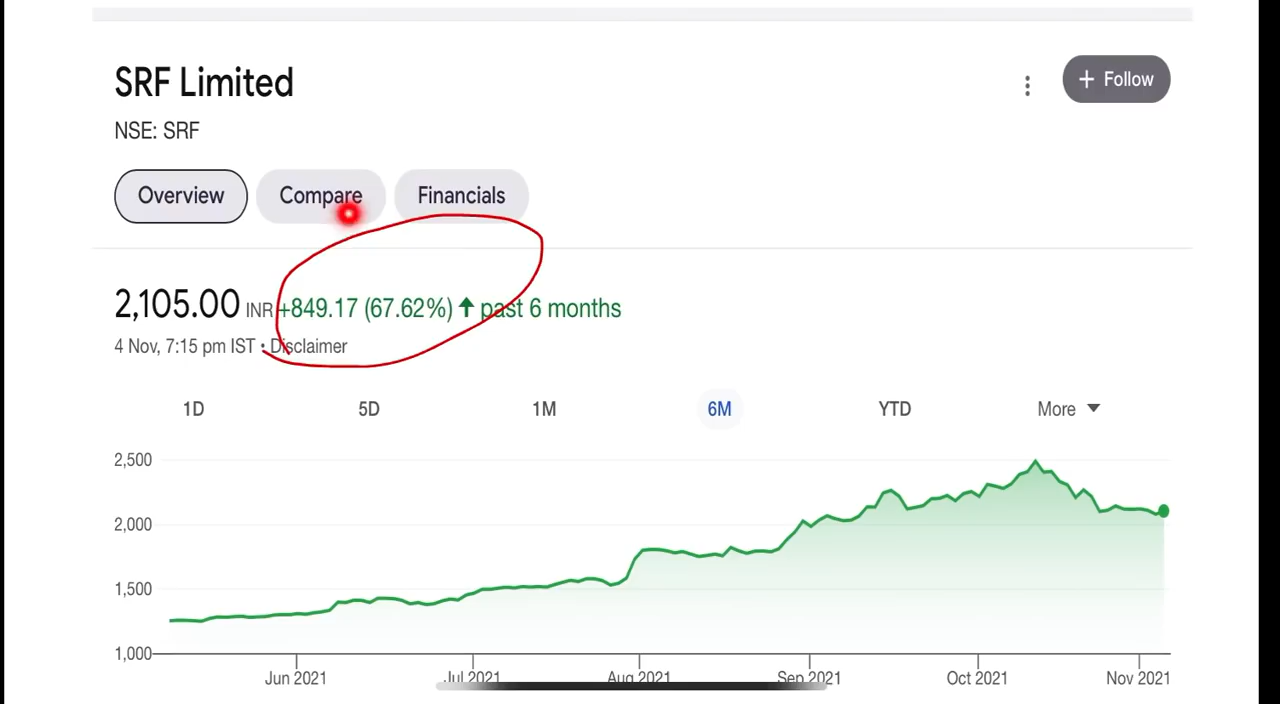 SRF Limited
+ Follow
NSE: SRF
Overview Compare Financials
2,105.00 INR +849.17 (67.62%) ↑ past 6 months
4 Nov, 7:15 pm IST • Disclaimer
1D 5D 1M 6M YTD More
2,500
2,000
1,500
1,000
Jun 2021 Jul 2021 Aug 2021 Sep 2021 Oct 2021 Nov 2021